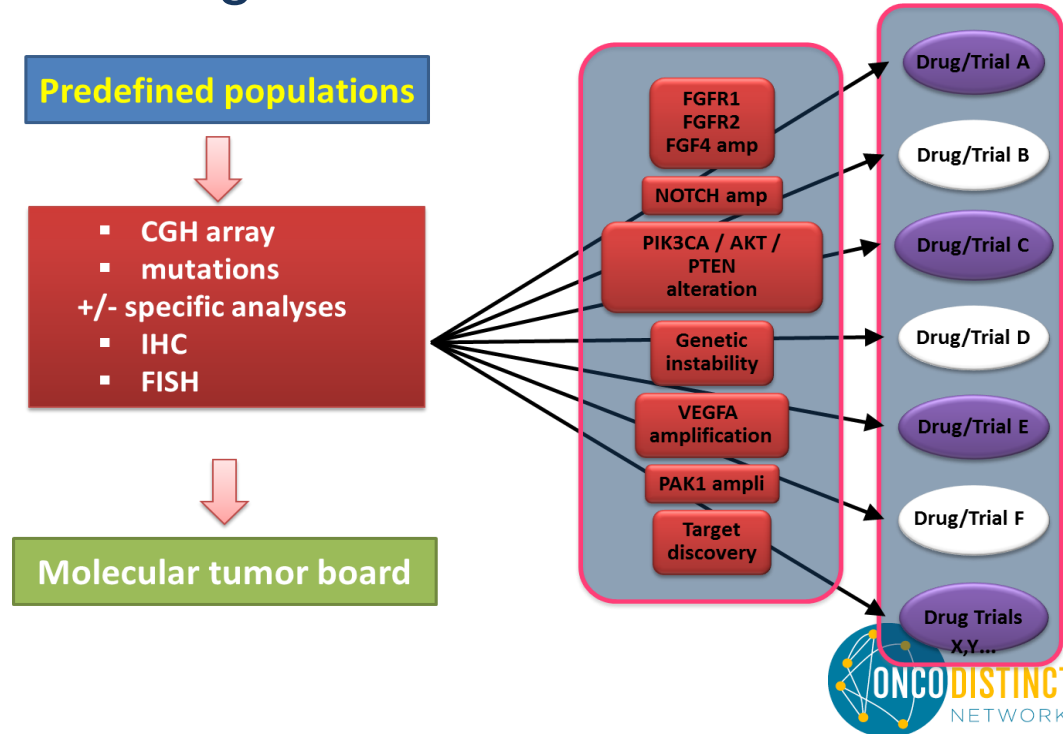 Predefined populations
▪ CGH array
▪ mutations
+/- specific analyses
▪ IHC
▪ FISH
Molecular tumor board
FGFR1
FGFR2
FGF4 amp
NOTCH amp
PIK3CA / AKT /
PTEN
alteration
Genetic
instability
VEGFA
amplification
PAK1 ampli
Target
discovery
Drug/Trial A
Drug/Trial B
Drug/Trial C
Drug/Trial D
Drug/Trial E
Drug/Trial F
Drug Trials
X,Y...
ONCODISTINCT
NETWORK